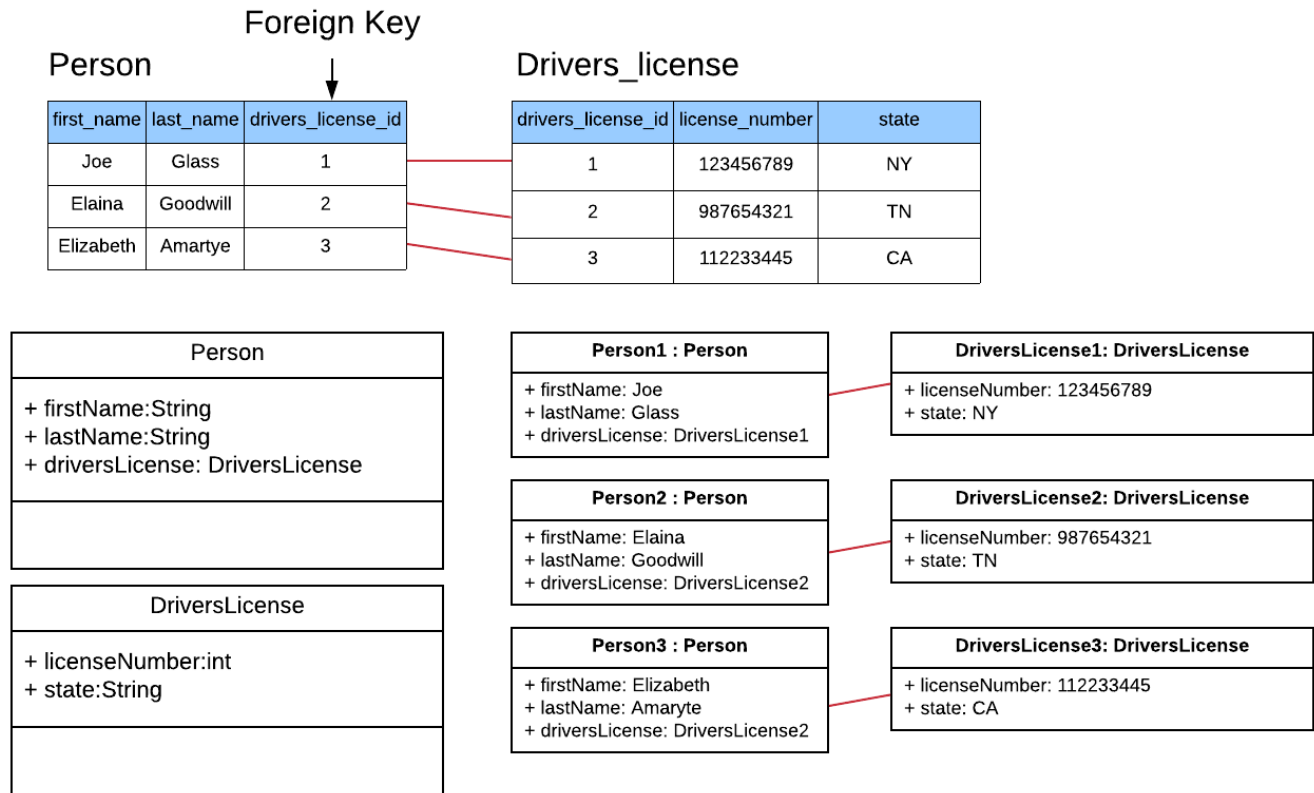 Foreign Key
Person
Drivers_license
first_name last_name drivers_license_id
Joe Glass 1
Elaina Goodwill 2
Elizabeth Amartye 3
drivers_license_id license_number state
1 123456789 NY
2 987654321 TN
3 112233445 CA
Person
+ firstName:String
+ lastName:String
+ driversLicense: DriversLicense
DriversLicense
+ licenseNumber:int
+ state:String
Person1 : Person
+ firstName: Joe
+ lastName: Glass
+ driversLicense: DriversLicense1
DriversLicense1: DriversLicense
+ licenseNumber: 123456789
+ state: NY
Person2 : Person
+ firstName: Elaina
+ lastName: Goodwill
+ driversLicense: DriversLicense2
DriversLicense2: DriversLicense
+ licenseNumber: 987654321
+ state: TN
Person3 : Person
+ firstName: Elizabeth
+ lastName: Amaryte
+ driversLicense: DriversLicense2
DriversLicense3: DriversLicense
+ licenseNumber: 112233445
+ state: CA